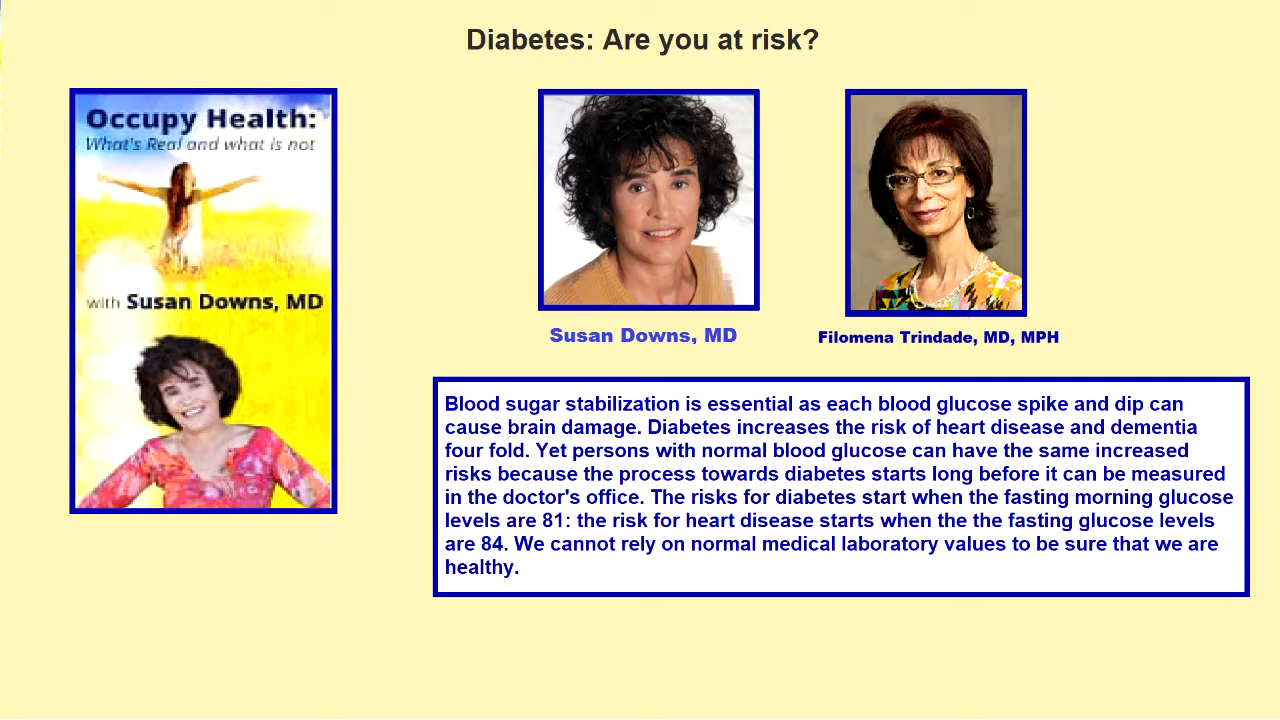 Diabetes: Are you at risk?
Occupy Health:
What's Real and what is not
with Susan Downs, MD
Susan Downs, MD
Filomena Trindade, MD, MPH
Blood sugar stabilization is essential as each blood glucose spike and dip can
cause brain damage. Diabetes increases the risk of heart disease and dementia
four fold. Yet persons with normal blood glucose can have the same increased
risks because the process towards diabetes starts long before it can be measured
in the doctor's office. The risks for diabetes start when the fasting morning glucose
levels are 81: the risk for heart disease starts when the the fasting glucose levels
are 84. We cannot rely on normal medical laboratory values to be sure that we are
healthy.